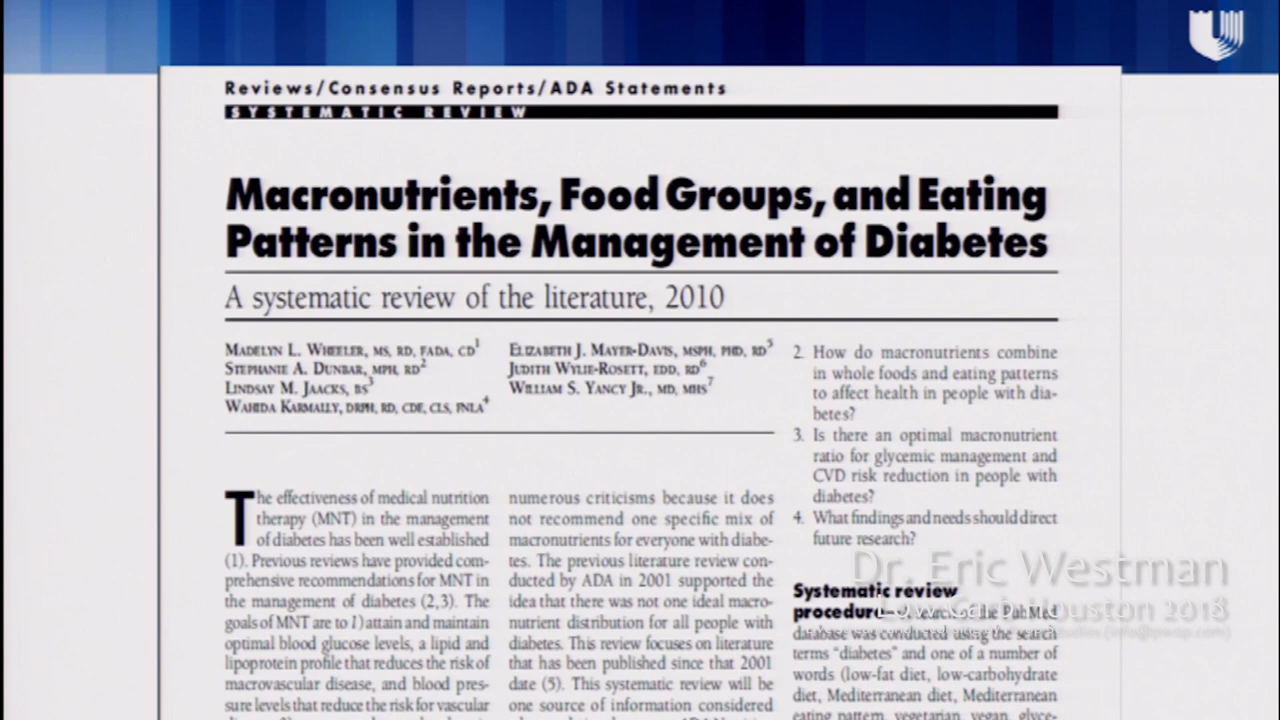 Reviews/Consensus Reports/ADA Statements
SYSTEMATIC REVIEW
Macronutrients, Food Groups, and Eating
Patterns in the Management of Diabetes
A systematic review of the literature, 2010
MADELYN L. WHEELER, MS, RD, FADA, CD1
STEPHANIE A. DUNBAR, MPH, RD2
LINDSAY M. JAACKS, BS3
WAHIDA KARMALLY, DRPH, RD, CDE, CLS, FNLA4
ELIZABETH J. MAYER-DAVIS, MSPH, PHD, RD5
JUDITH WYLIE-ROSETT, EDD, RD6
WILLIAM S. YANCY JR., MD, MHS7
The effectiveness of medical nutrition
therapy (MNT) in the management
of diabetes has been well established
(1). Previous reviews have provided com-
prehensive recommendations for MNT in
the management of diabetes (2,3). The
goals of MNT are to 1) attain and maintain
optimal blood glucose levels, a lipid and
lipoprotein profile that reduces the risk of
macrovascular disease, and blood pres-
sure levels that reduce the risk for vascular
numerous criticisms because it does
not recommend one specific mix of
macronutrients for everyone with diabe-
tes. The previous literature review con-
ducted by ADA in 2001 supported the
idea that there was not one ideal macro-
nutrient distribution for all people with
diabetes. This review focuses on literature
that has been published since that 2001
date (5). This systematic review will be
one source of information considered
2. How do macronutrients combine
in whole foods and eating patterns
to affect health in people with dia-
betes?
3. Is there an optimal macronutrient
ratio for glycemic management and
CVD risk reduction in people with
diabetes?
4. What findings and needs should direct
future research?
Systematic review
procedure—A search of the PubMed
database was conducted using the search
terms "diabetes" and one of a number of
words (low-fat diet, low-carbohydrate
diet, Mediterranean diet, Mediterranean
eating pattern, vegetarian, vegan, glyce-
Dr. Eric Westman
Low Carb Houston 2018